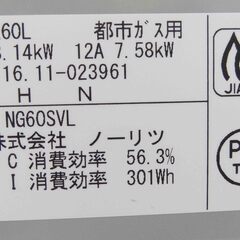 60L 都市ガス用
.14kW 12A 7.58kW
16.11-023961
H N
NG60SVL
株式会社 ノーリツ
C 消費効率 56.3%
I 消費効率 301Wh
JIA
P
T